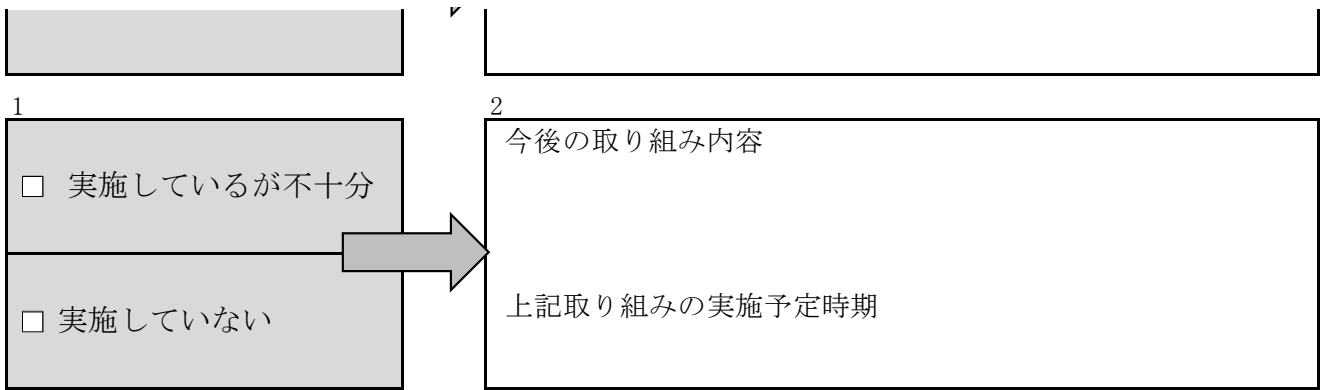 1
2
□ 実施しているが不十分
□ 実施していない
今後の取り組み内容
上記取り組みの実施予定時期